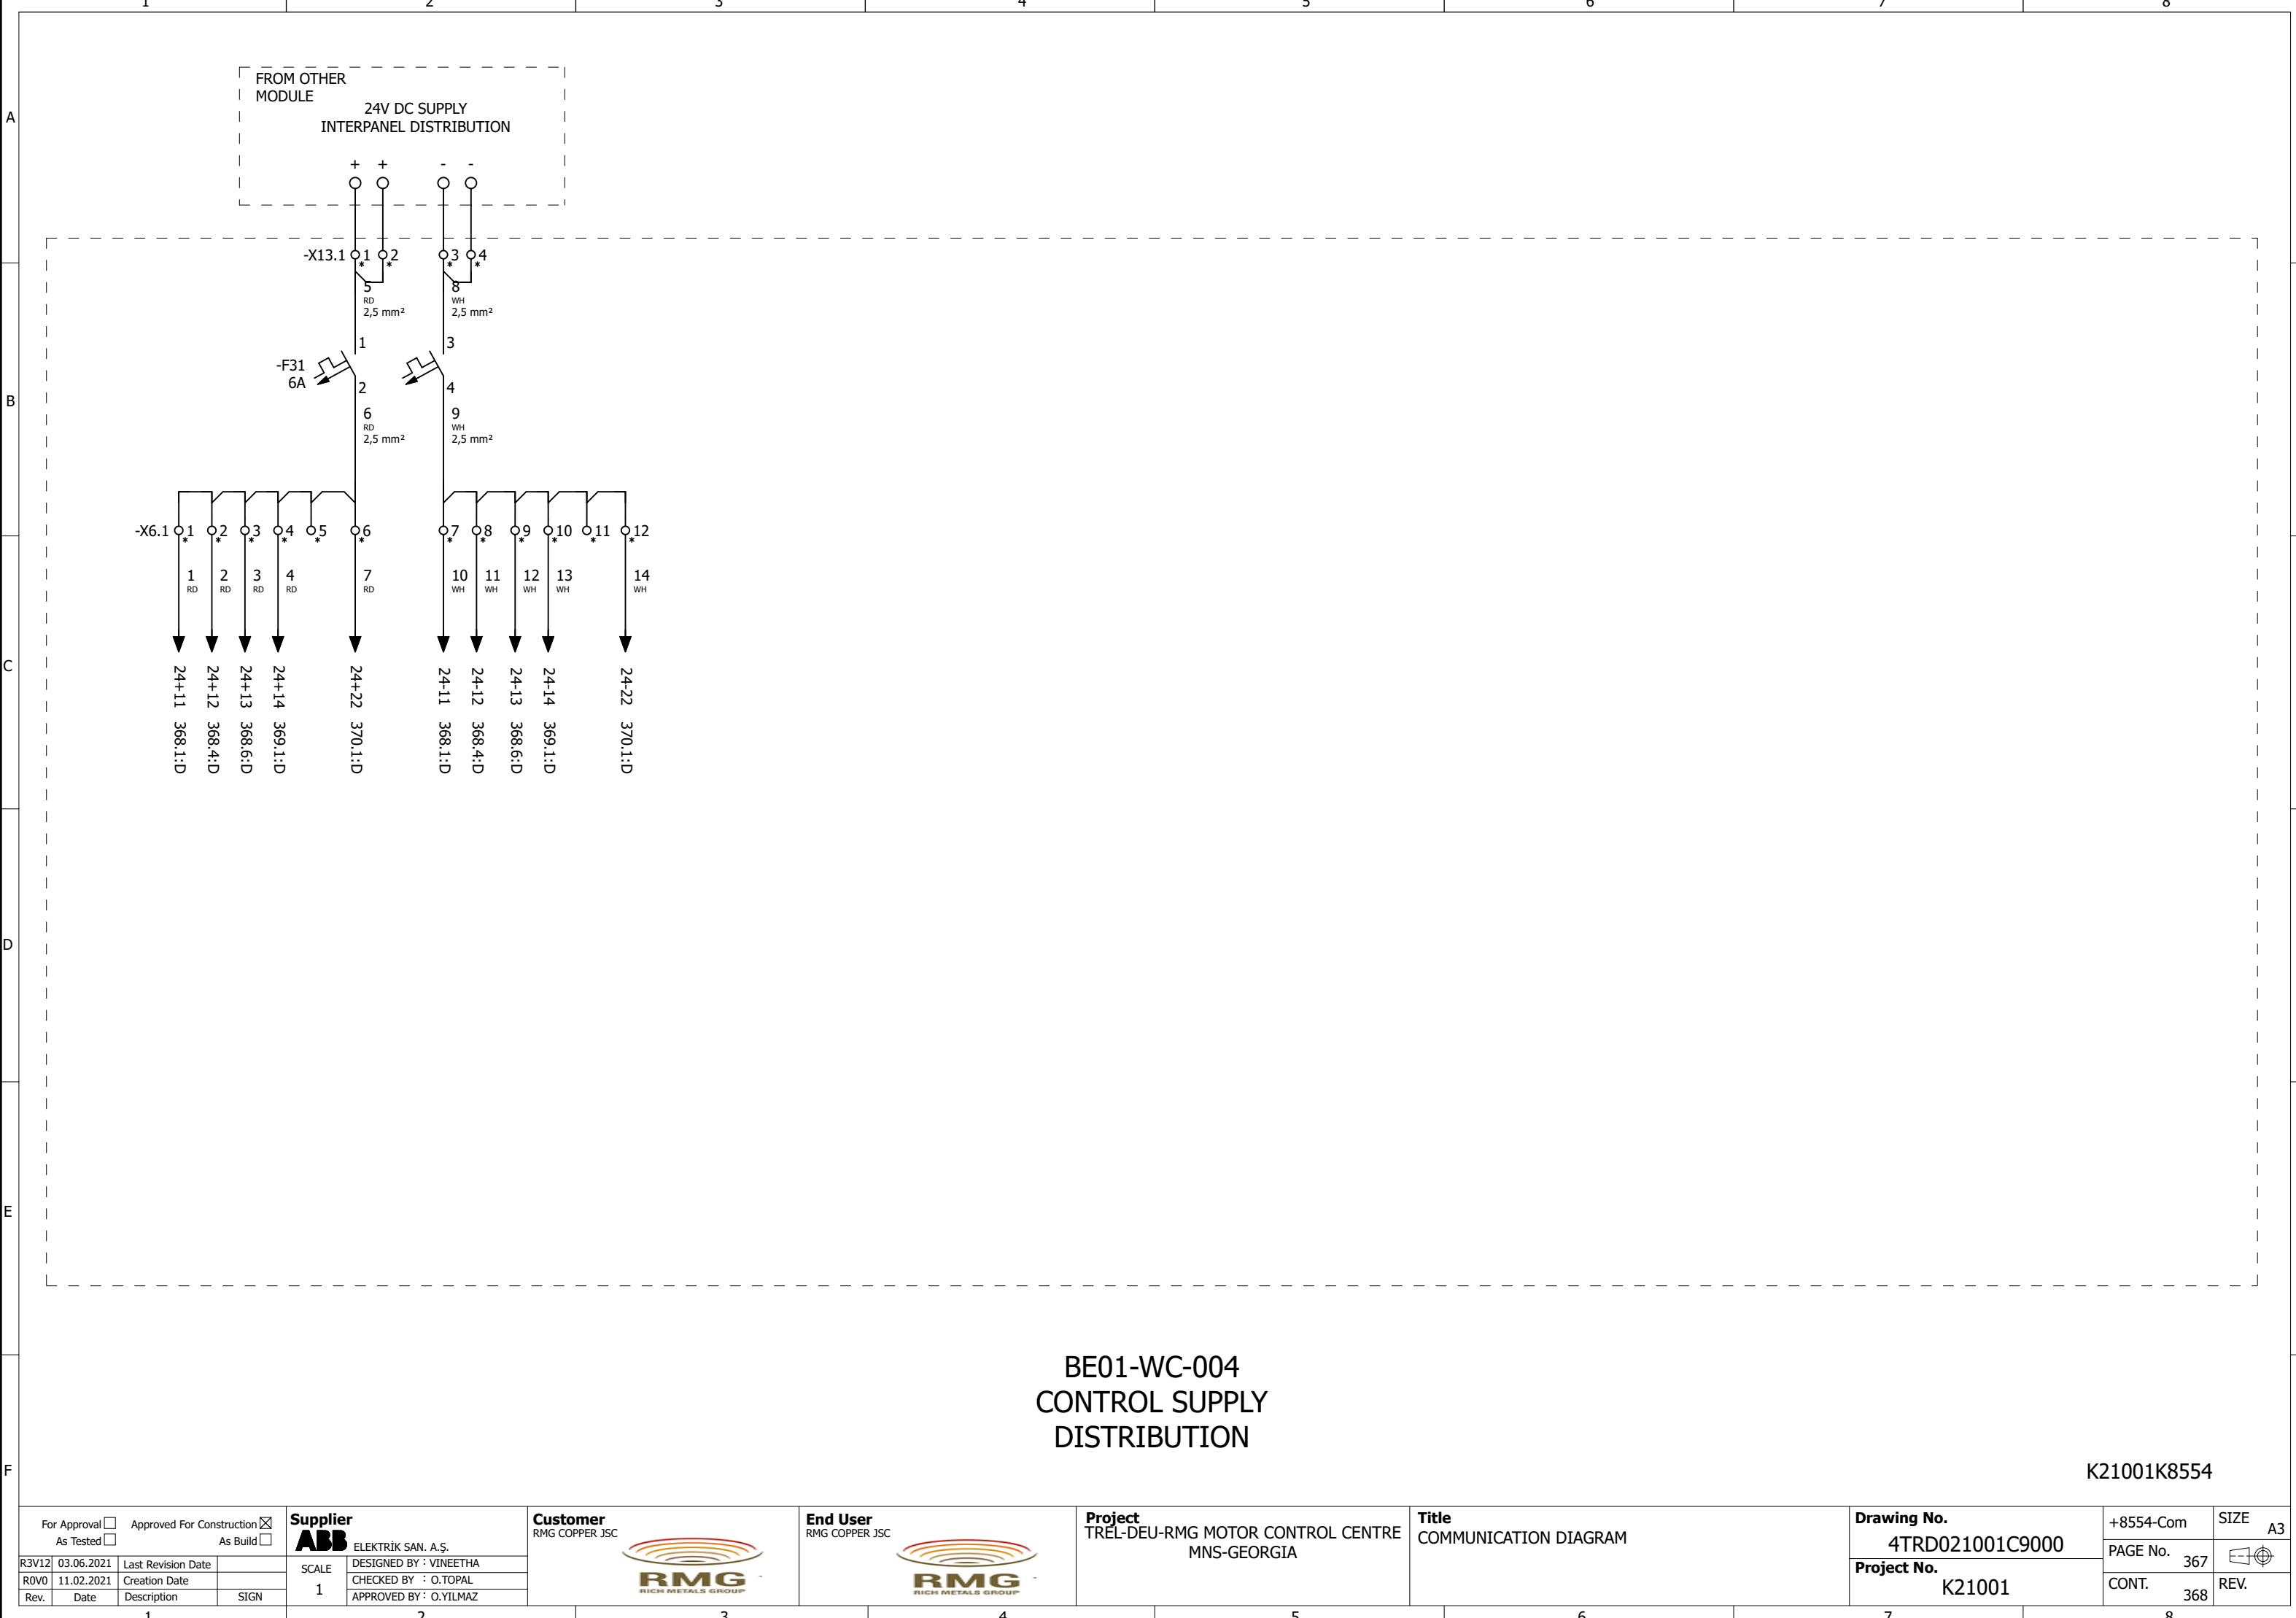 1 2 3 4 5 6 7 8
A
B
C
D
E
F
FROM OTHER
MODULE
24V DC SUPPLY
INTERPANEL DISTRIBUTION
+ + - -
-X13.1 1 2 3 4
* * * *
5 8
RD WH
2,5 mm² 2,5 mm²
1 3
-F31
6A
2 4
6 9
RD WH
2,5 mm² 2,5 mm²
-X6.1 1 2 3 4 5 6 7 8 9 10 11 12
* * * * * * * * * * * *
1 2 3 4 7 10 11 12 13 14
RD RD RD RD RD WH WH WH WH WH
24+11 368.1:D
24+12 368.4:D
24+13 368.6:D
24+14 369.1:D
24+22 370.1:D
24-11 368.1:D
24-12 368.4:D
24-13 368.6:D
24-14 369.1:D
24-22 370.1:D
BE01-WC-004
CONTROL SUPPLY
DISTRIBUTION
K21001K8554
For Approval Approved For Construction
As Tested As Build
R3V12 03.06.2021 Last Revision Date
R0V0 11.02.2021 Creation Date
Rev. Date Description SIGN
Supplier
ABB ELEKTRİK SAN. A.Ş.
SCALE
1
DESIGNED BY : VINEETHA
CHECKED BY : O.TOPAL
APPROVED BY : O.YILMAZ
Customer
RMG COPPER JSC
RMG
RICH METALS GROUP
End User
RMG COPPER JSC
RMG
RICH METALS GROUP
Project
TREL-DEU-RMG MOTOR CONTROL CENTRE
MNS-GEORGIA
Title
COMMUNICATION DIAGRAM
Drawing No.
4TRD021001C9000
Project No.
K21001
+8554-Com
PAGE No. 367
CONT. 368
SIZE A3
REV.
1 2 3 4 5 6 7 8